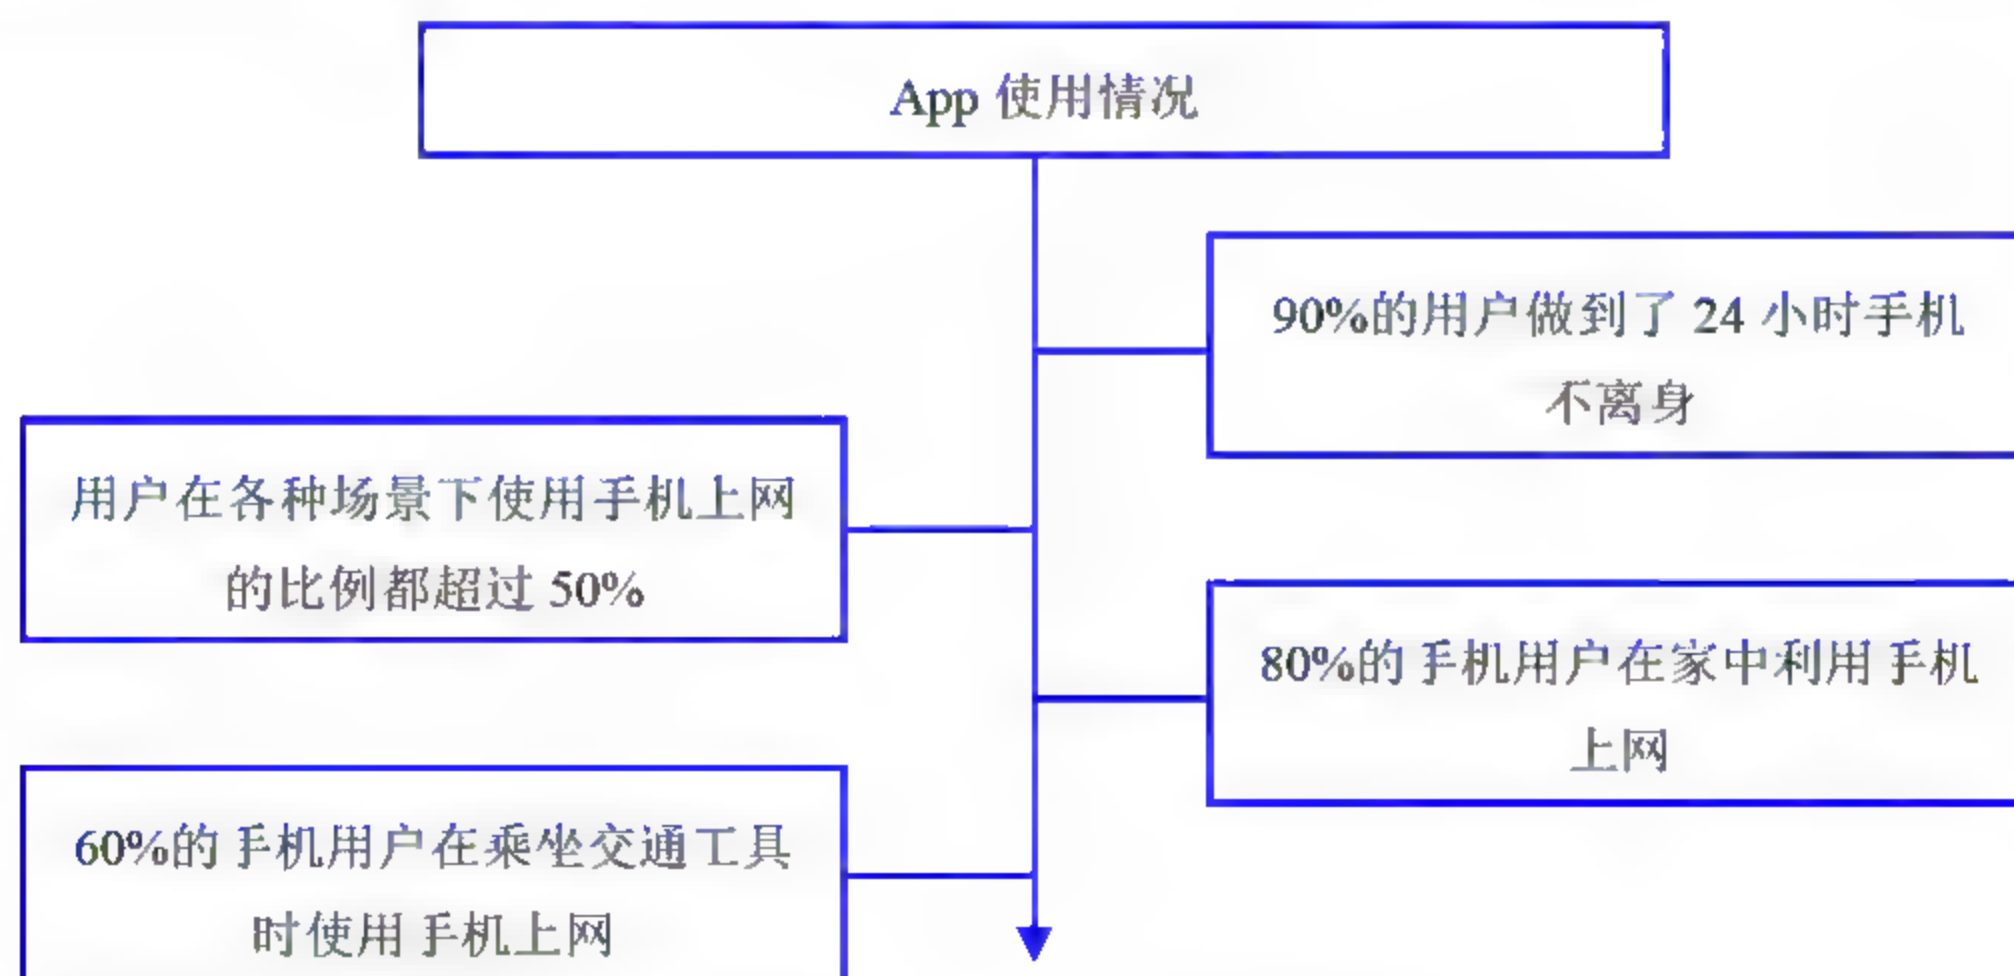 App 使用情况
90%的用户做到了 24 小时手机
不离身
用户在各种场景下使用手机上网
的比例都超过 50%
80%的手机用户在家中利用手机
上网
60%的手机用户在乘坐交通工具
时使用手机上网